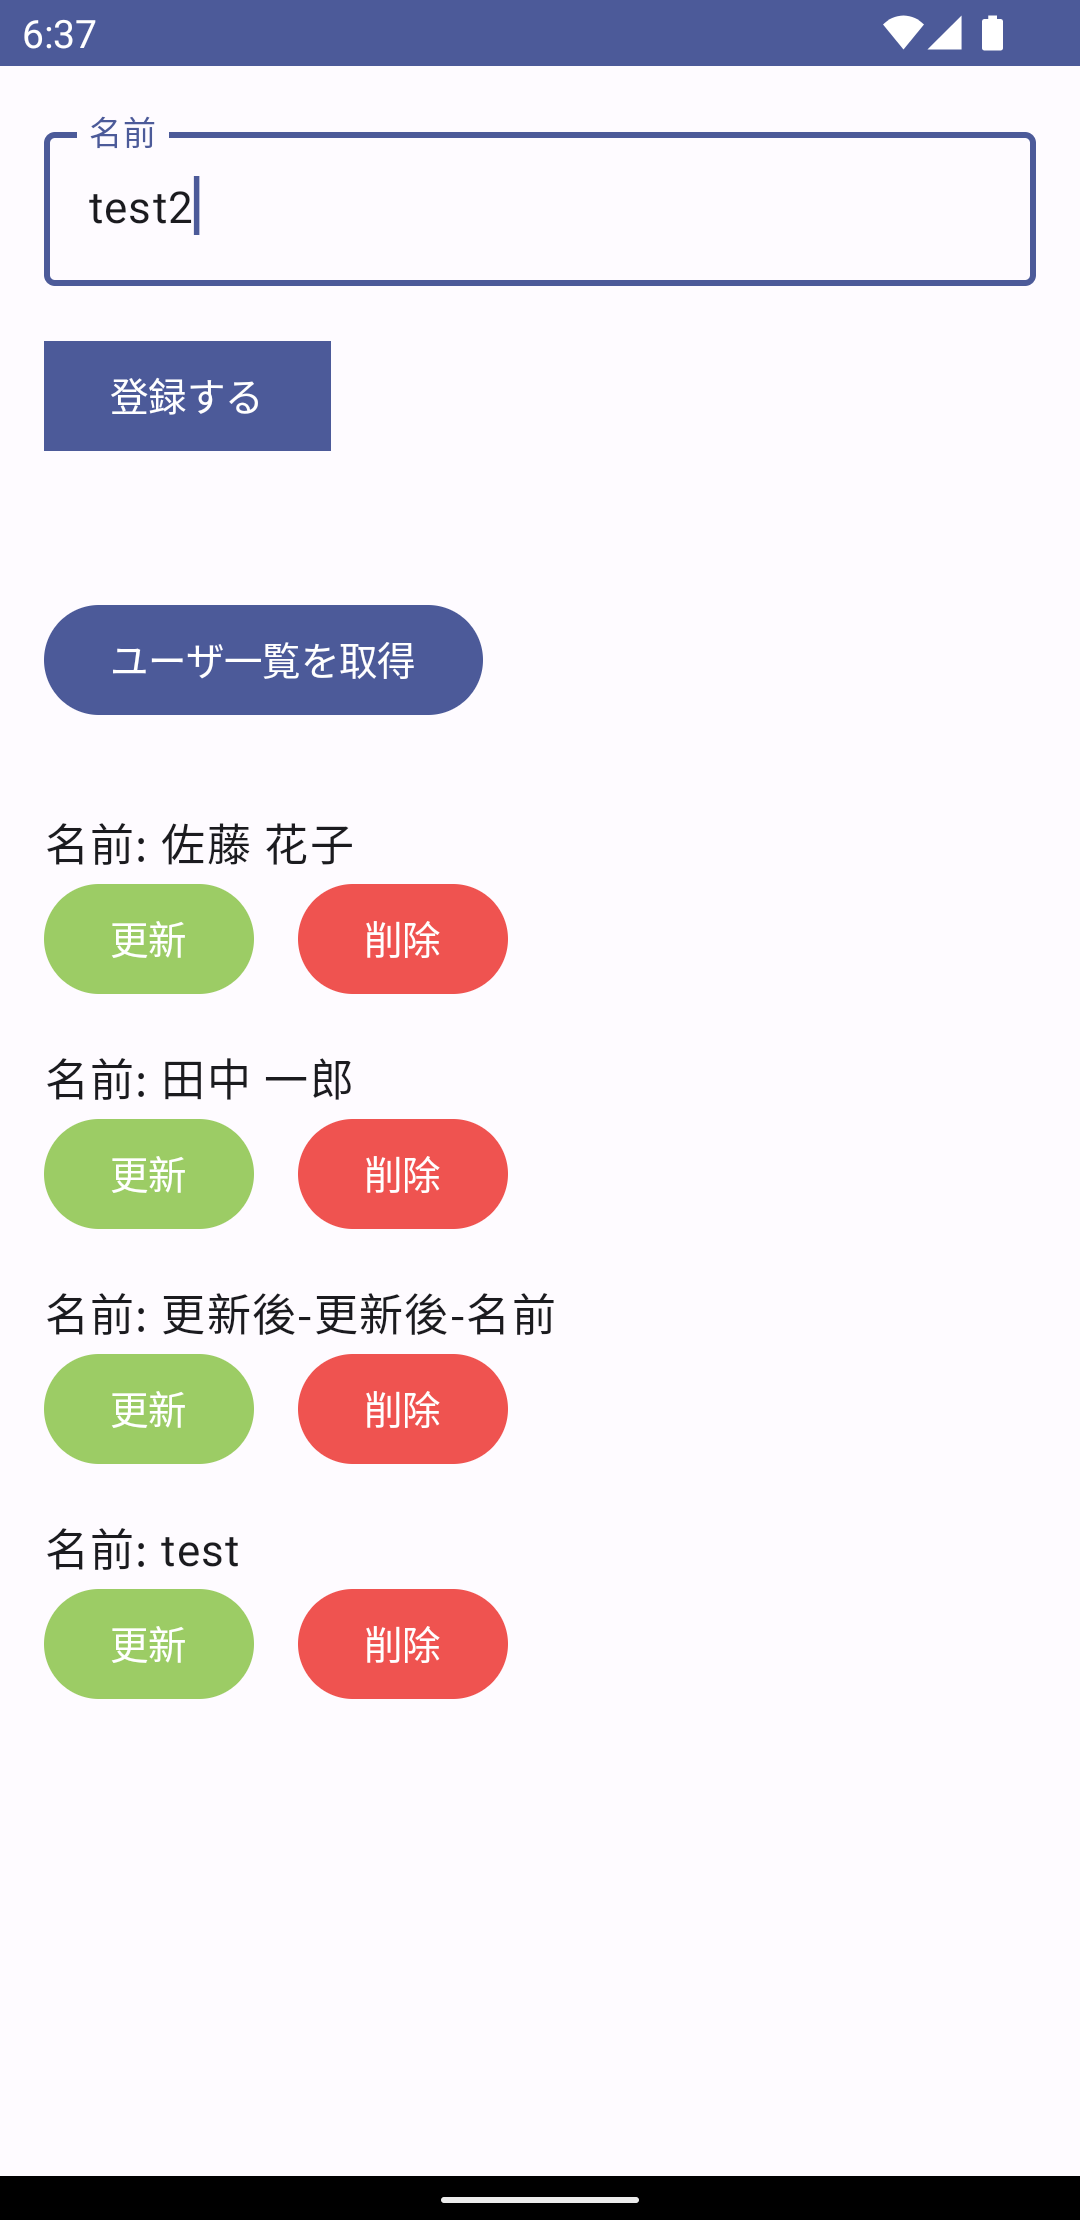 6:37
名前
test2
登録する
ユーザ一覧を取得
名前: 佐藤 花子
更新 削除
名前: 田中 一郎
更新 削除
名前: 更新後-更新後-名前
更新 削除
名前: test
更新 削除